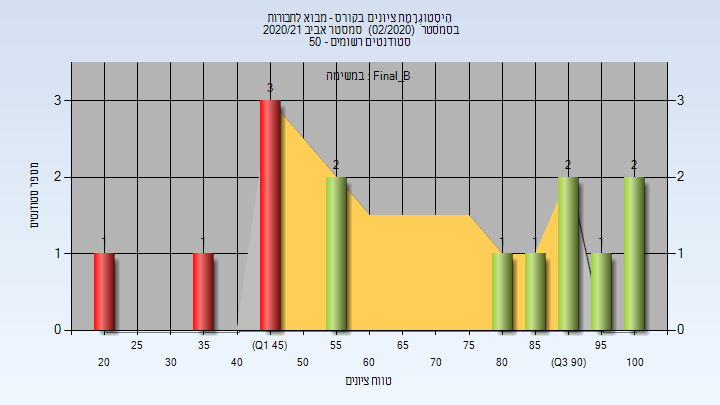 היסטוגרמת ציונים בקורס - מבוא לתבורות
בסמסטר (02/2020) סמסטר אביב 2020/21
סטודנטים רשומים - 50
במשימה : Final_B
מספר סטודנטים
3 3
2 2
1 1
0 0
1 1 3 2 1 1 2 1 2
25 35 (Q1 45) 55 65 75 85 95
20 30 40 50 60 70 80 (Q3 90) 100
טווח ציונים